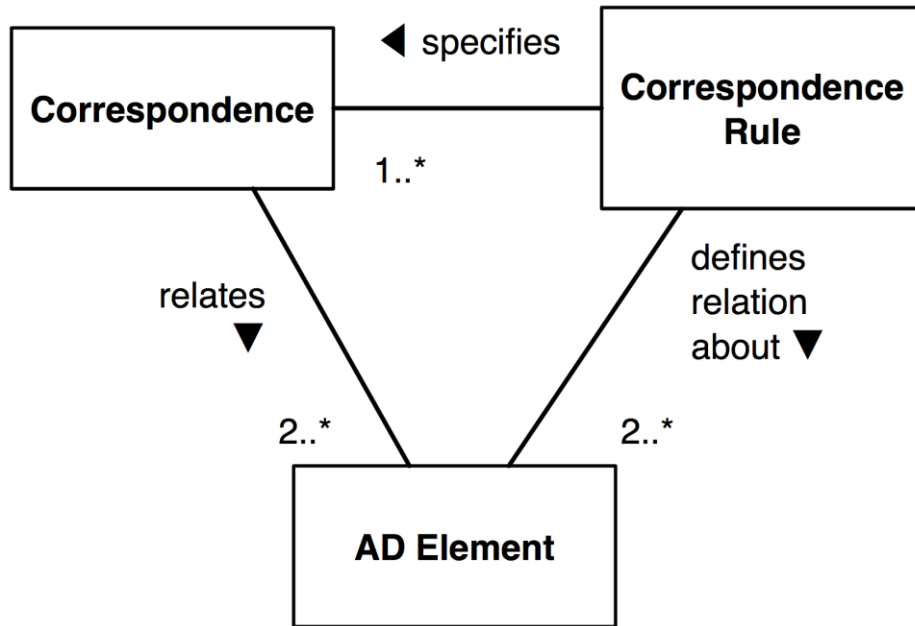 ◀ specifies
Correspondence
Correspondence
Rule
1..*
relates
▼
defines
relation
about ▼
2..*
2..*
AD Element